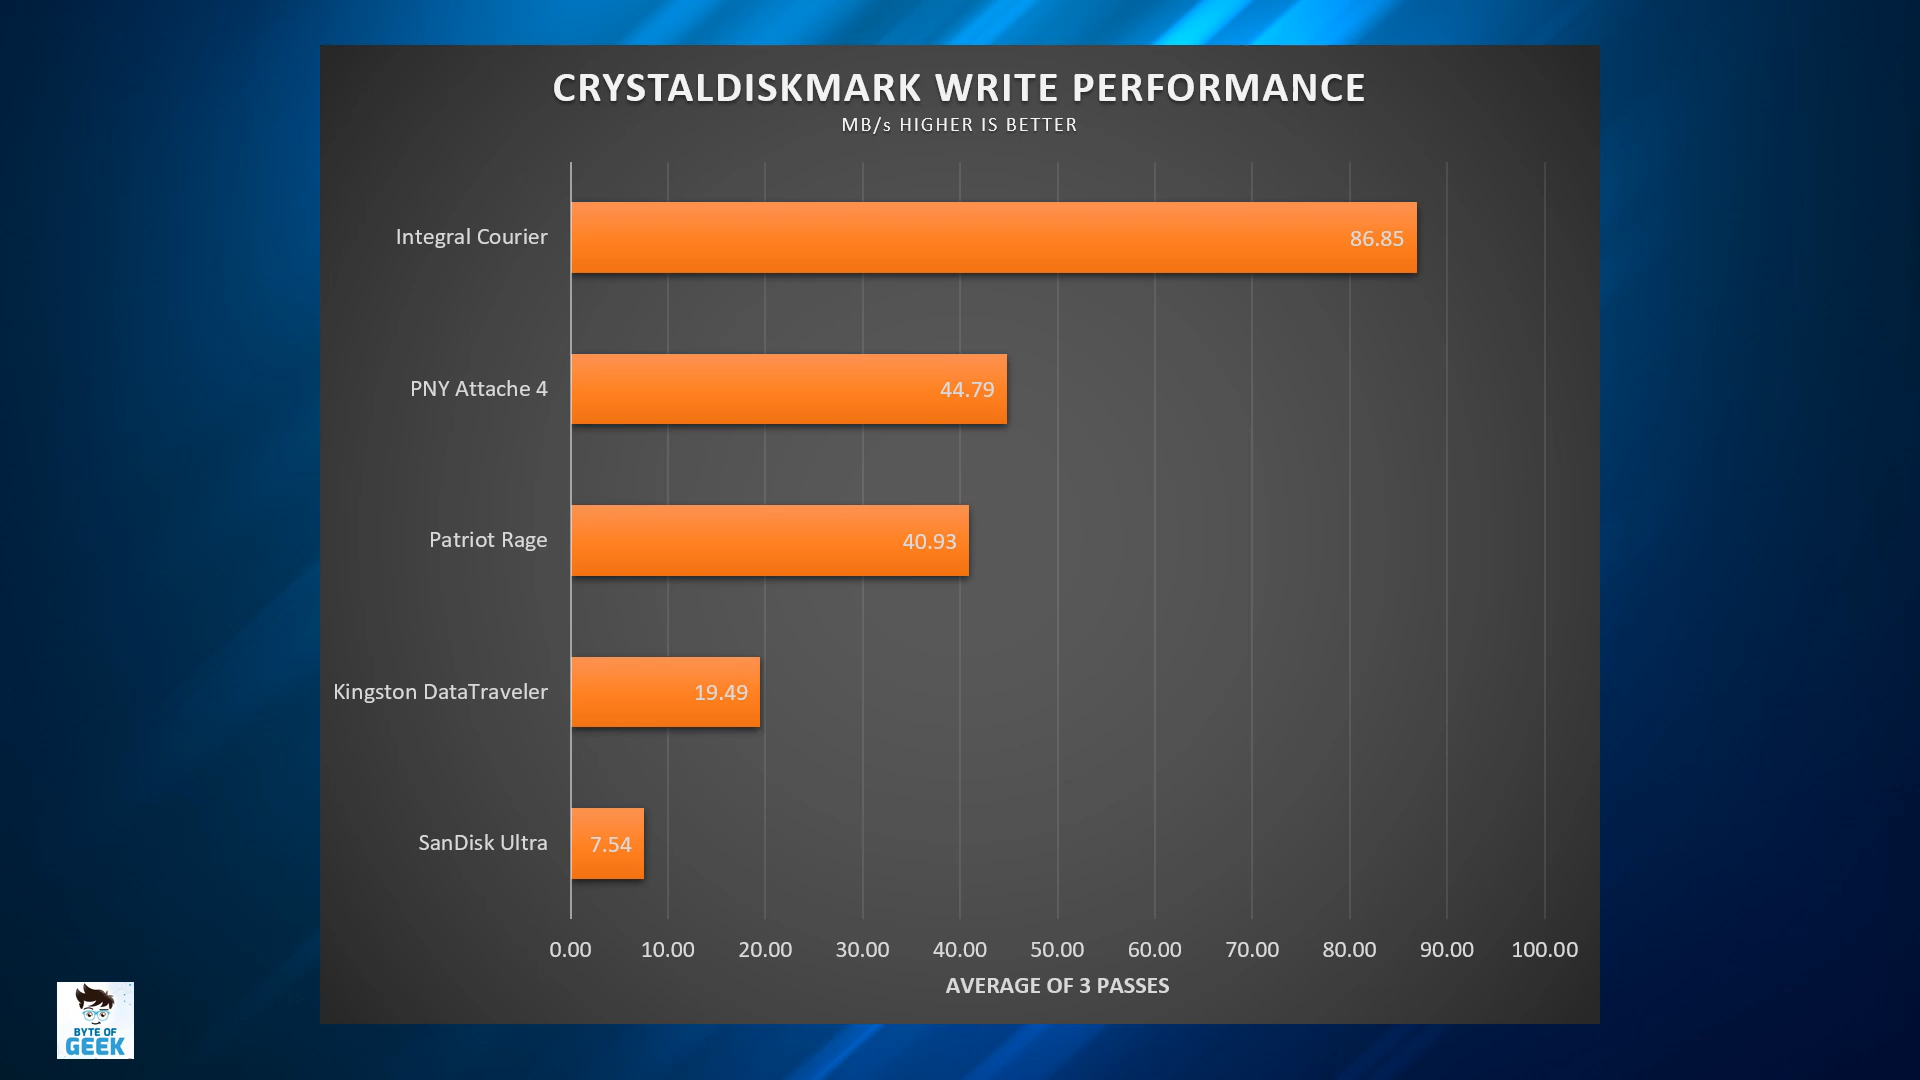 CRYSTALDISKMARK WRITE PERFORMANCE
MB/s HIGHER IS BETTER
Integral Courier
86.85
PNY Attache 4
44.79
Patriot Rage
40.93
Kingston DataTraveler
19.49
SanDisk Ultra
7.54
0.00 10.00 20.00 30.00 40.00 50.00 60.00 70.00 80.00 90.00 100.00
AVERAGE OF 3 PASSES
BYTE OF
GEEK